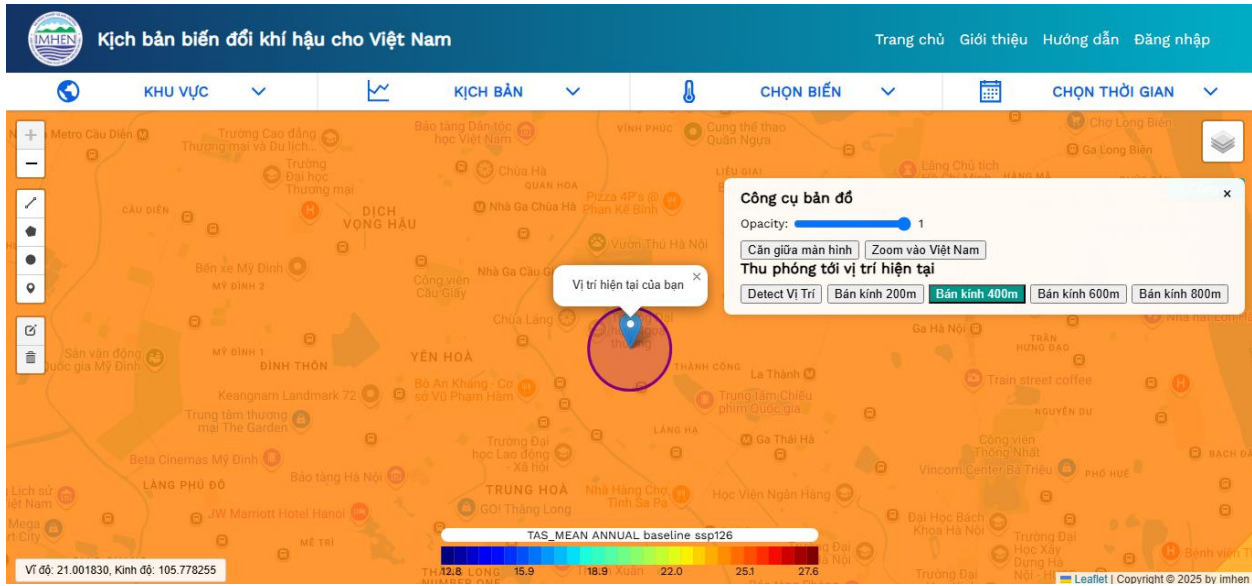 IMHEN
Kịch bản biến đổi khí hậu cho Việt Nam
Trang chủ Giới thiệu Hướng dẫn Đăng nhập
KHU VỰC
KỊCH BẢN
CHỌN BIẾN
CHỌN THỜI GIAN
Metro Cầu Diễn
Trường Cao đẳng
Thương mại và Du lịch...
Bảo tàng Dân tộc
học Việt Nam
VĨNH PHÚC
Cung thể thao
Quần Ngựa
Chợ Long Biên
Ga Long Biên
Trường
Đại học
Thương mại
Chùa Hà
QUAN HOA
LIỄU GIAI
Lăng Chủ tịch
CẦU DIỄN
DỊCH
VỌNG HẬU
Nhà Ga Chùa Hà
Pizza 4P's @
Phan Kế Bính
Vườn Thú Hà Nội
Công cụ bản đồ
×
Opacity:
1
Căn giữa màn hình
Zoom vào Việt Nam
Thu phóng tới vị trí hiện tại
Detect Vị Trí
Bán kính 200m
Bán kính 400m
Bán kính 600m
Bán kính 800m
Bến xe Mỹ Đình
MỸ ĐÌNH 2
Công viên
Cầu Giấy
Nhà Ga Cầu
Vị trí hiện tại của bạn
×
Chùa Láng
Ga Hà Nội
TRẦN
HƯNG ĐẠO
Sân vận động
Quốc gia Mỹ Đình
MỸ ĐÌNH 1
ĐÌNH THÔN
YÊN HOÀ
THÀNH CÔNG
La Thành
Train street coffee
Keangnam Landmark 72
Bò An Khang - Cơ
sở Vũ Phạm Hàm
Trung tâm Chiếu
phim Quốc gia
NGUYỄN DU
Trung tâm thương
mại The Garden
Trường Đại
học Lao động
- Xã hội
LÁNG HẠ
Ga Thái Hà
Công viên
Thống Nhất
Beta Cinemas Mỹ Đình
Bảo tàng Hà Nội
Vincom Center Bà Triệu
PHỐ HUẾ
BẠCH
LÀNG PHÚ ĐÔ
TRUNG HOÀ
Nhà Hàng Chợ
Tình Sa Pa
Học Viện Ngân Hàng
GO! Thăng Long
JW Marriott Hotel Hanoi
Mega
MỄ TRÌ
Đại Học Bách
Khoa Hà Nội
Trường Đại
Học Xây
Dựng Hà
TAS_MEAN ANNUAL baseline ssp126
12.8 15.9 18.9 22.0 25.1 27.6
Vĩ độ: 21.001830, Kinh độ: 105.778255
Leaflet | Copyright © 2025 by imhen